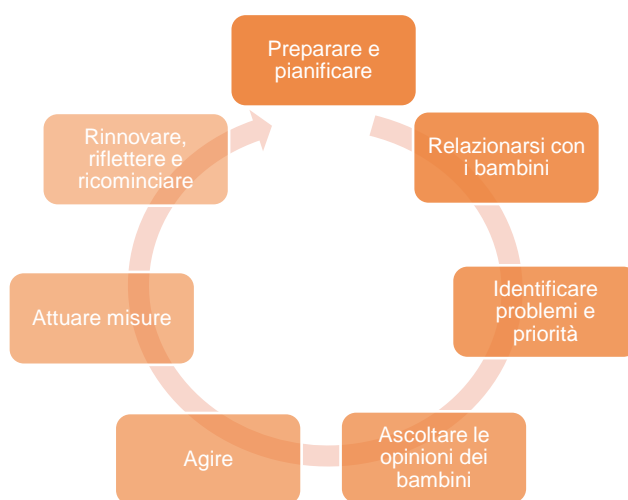 Preparare e
pianificare
Relazionarsi con
i bambini
Identificare
problemi e
priorità
Ascoltare le
opinioni dei
bambini
Agire
Attuare misure
Rinnovare,
riflettere e
ricominciare